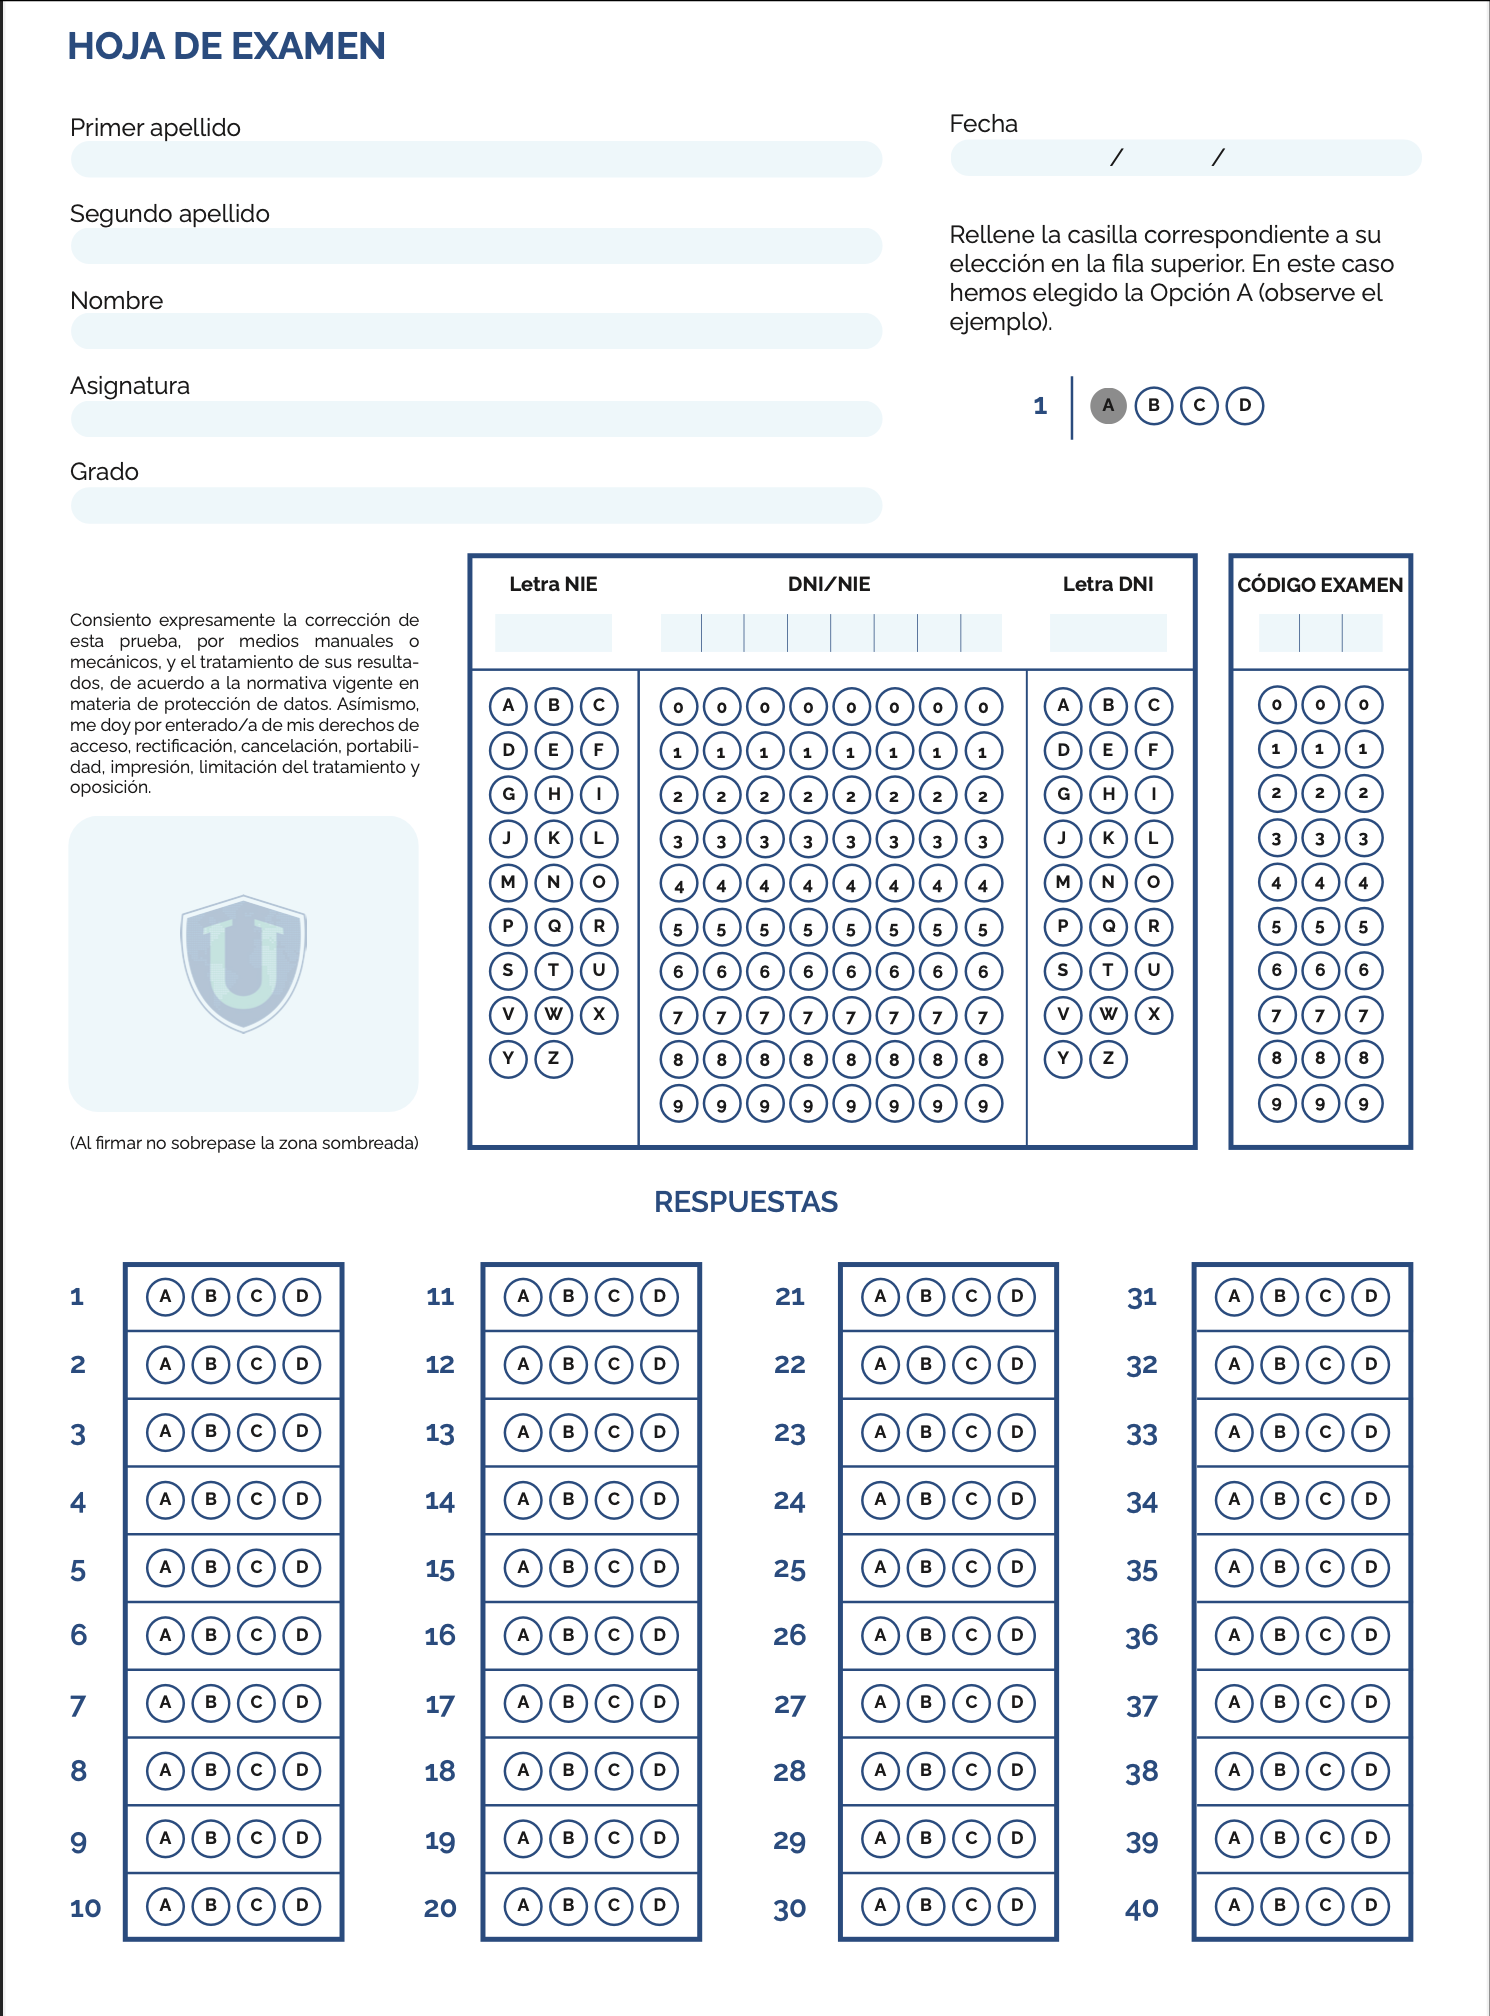 HOJA DE EXAMEN
Primer apellido
Fecha
/ /
Segundo apellido
Rellene la casilla correspondiente a su
elección en la fila superior. En este caso
hemos elegido la Opción A (observe el
ejemplo).
Nombre
Asignatura
1 A B C D
Grado
Letra NIE DNI/NIE Letra DNI CÓDIGO EXAMEN
Consiento expresamente la corrección de
esta prueba, por medios manuales o
mecánicos, y el tratamiento de sus resulta-
dos, de acuerdo a la normativa vigente en
materia de protección de datos. Asímismo,
me doy por enterado/a de mis derechos de
acceso, rectificación, cancelación, portabili-
dad, impresión, limitación del tratamiento y
oposición.
U
(Al firmar no sobrepase la zona sombreada)
A B C 0 0 0 0 0 0 0 0 A B C 0 0 0
D E F 1 1 1 1 1 1 1 1 D E F 1 1 1
G H I 2 2 2 2 2 2 2 2 G H I 2 2 2
J K L 3 3 3 3 3 3 3 3 J K L 3 3 3
M N O 4 4 4 4 4 4 4 4 M N O 4 4 4
P Q R 5 5 5 5 5 5 5 5 P Q R 5 5 5
S T U 6 6 6 6 6 6 6 6 S T U 6 6 6
V W X 7 7 7 7 7 7 7 7 V W X 7 7 7
Y Z 8 8 8 8 8 8 8 8 Y Z 8 8 8
9 9 9 9 9 9 9 9 9 9 9
RESPUESTAS
1 A B C D 11 A B C D 21 A B C D 31 A B C D
2 A B C D 12 A B C D 22 A B C D 32 A B C D
3 A B C D 13 A B C D 23 A B C D 33 A B C D
4 A B C D 14 A B C D 24 A B C D 34 A B C D
5 A B C D 15 A B C D 25 A B C D 35 A B C D
6 A B C D 16 A B C D 26 A B C D 36 A B C D
7 A B C D 17 A B C D 27 A B C D 37 A B C D
8 A B C D 18 A B C D 28 A B C D 38 A B C D
9 A B C D 19 A B C D 29 A B C D 39 A B C D
10 A B C D 20 A B C D 30 A B C D 40 A B C D